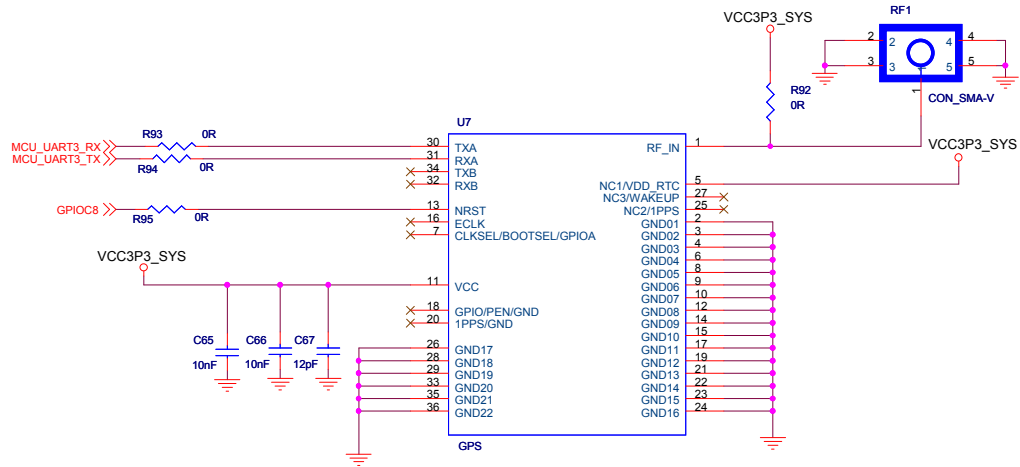 RF1
VCC3P3_SYS
2 2 4 4
3 3 5 5
1
1
CON_SMA-V
R92
0R
U7
VCC3P3_SYS
R93 0R
MCU_UART3_RX 30 TXA RF_IN 1
MCU_UART3_TX 31 RXA
R94 0R
34 TXB
32 RXB
NC1/VDD_RTC 5
NC3/WAKEUP 27
NC2/1PPS 25
GPIOC8 13 NRST
R95 0R
16 ECLK
7 CLKSEL/BOOTSEL/GPIOA
GND01 2
GND02 3
GND03 4
GND04 6
GND05 8
GND06 9
GND07 10
GND08 12
GND09 14
GND10 15
GND11 17
GND12 19
GND13 21
GND14 22
GND15 23
GND16 24
VCC3P3_SYS
11 VCC
18 GPIO/PEN/GND
20 1PPS/GND
C65 C66 C67
10nF 10nF 12pF
26 GND17
28 GND18
29 GND19
33 GND20
35 GND21
36 GND22
GPS